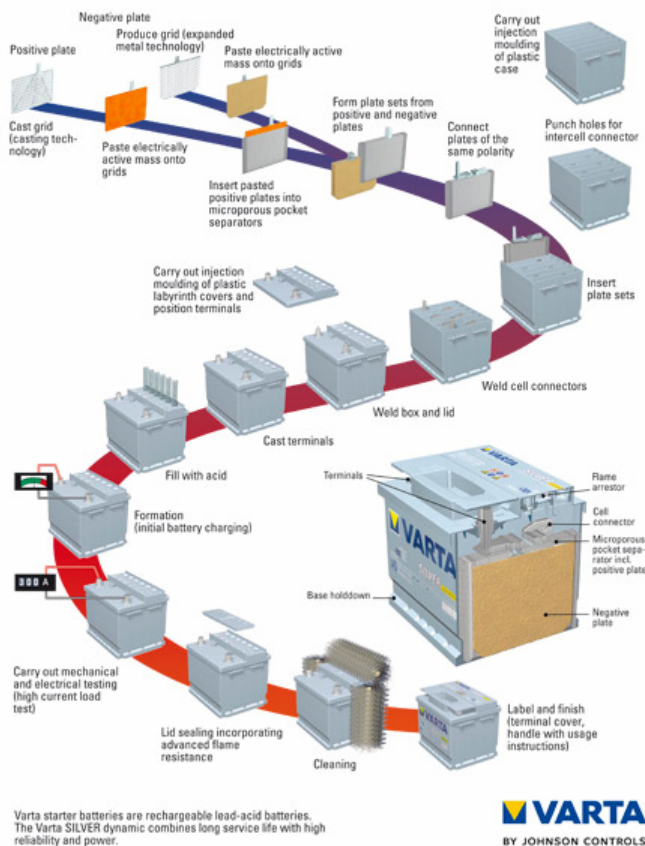 Negative plate
Positive plate
Produce grid (expanded
metal technology)
Paste electrically active
mass onto grids
Carry out
injection
moulding
of plastic
case
Cast grid
(casting tech-
nology)
Paste electrically
active mass onto
grids
Insert pasted
positive plates into
microporous pocket
separators
Form plate sets from
positive and negative
plates
Connect
plates of the
same polarity
Punch holes for
intercell connector
Carry out injection
moulding of plastic
labyrinth covers and
position terminals
Insert
plate sets
Weld cell connectors
Weld box and lid
Cast terminals
Fill with acid
Formation
(initial battery charging)
Terminals
Flame
arrestor
Cell
connector
Microporous
pocket sepa-
rator incl.
positive plate
Negative
plate
Base holddown
VARTA
VARTA
300 A
Carry out mechanical
and electrical testing
(high current load
test)
Lid sealing incorporating
advanced flame
resistance
Cleaning
Label and finish
(terminal cover,
handle with usage
instructions)
Varta starter batteries are rechargeable lead-acid batteries.
The Varta SILVER dynamic combines long service life with high
reliability and power.
VARTA
BY JOHNSON CONTROLS